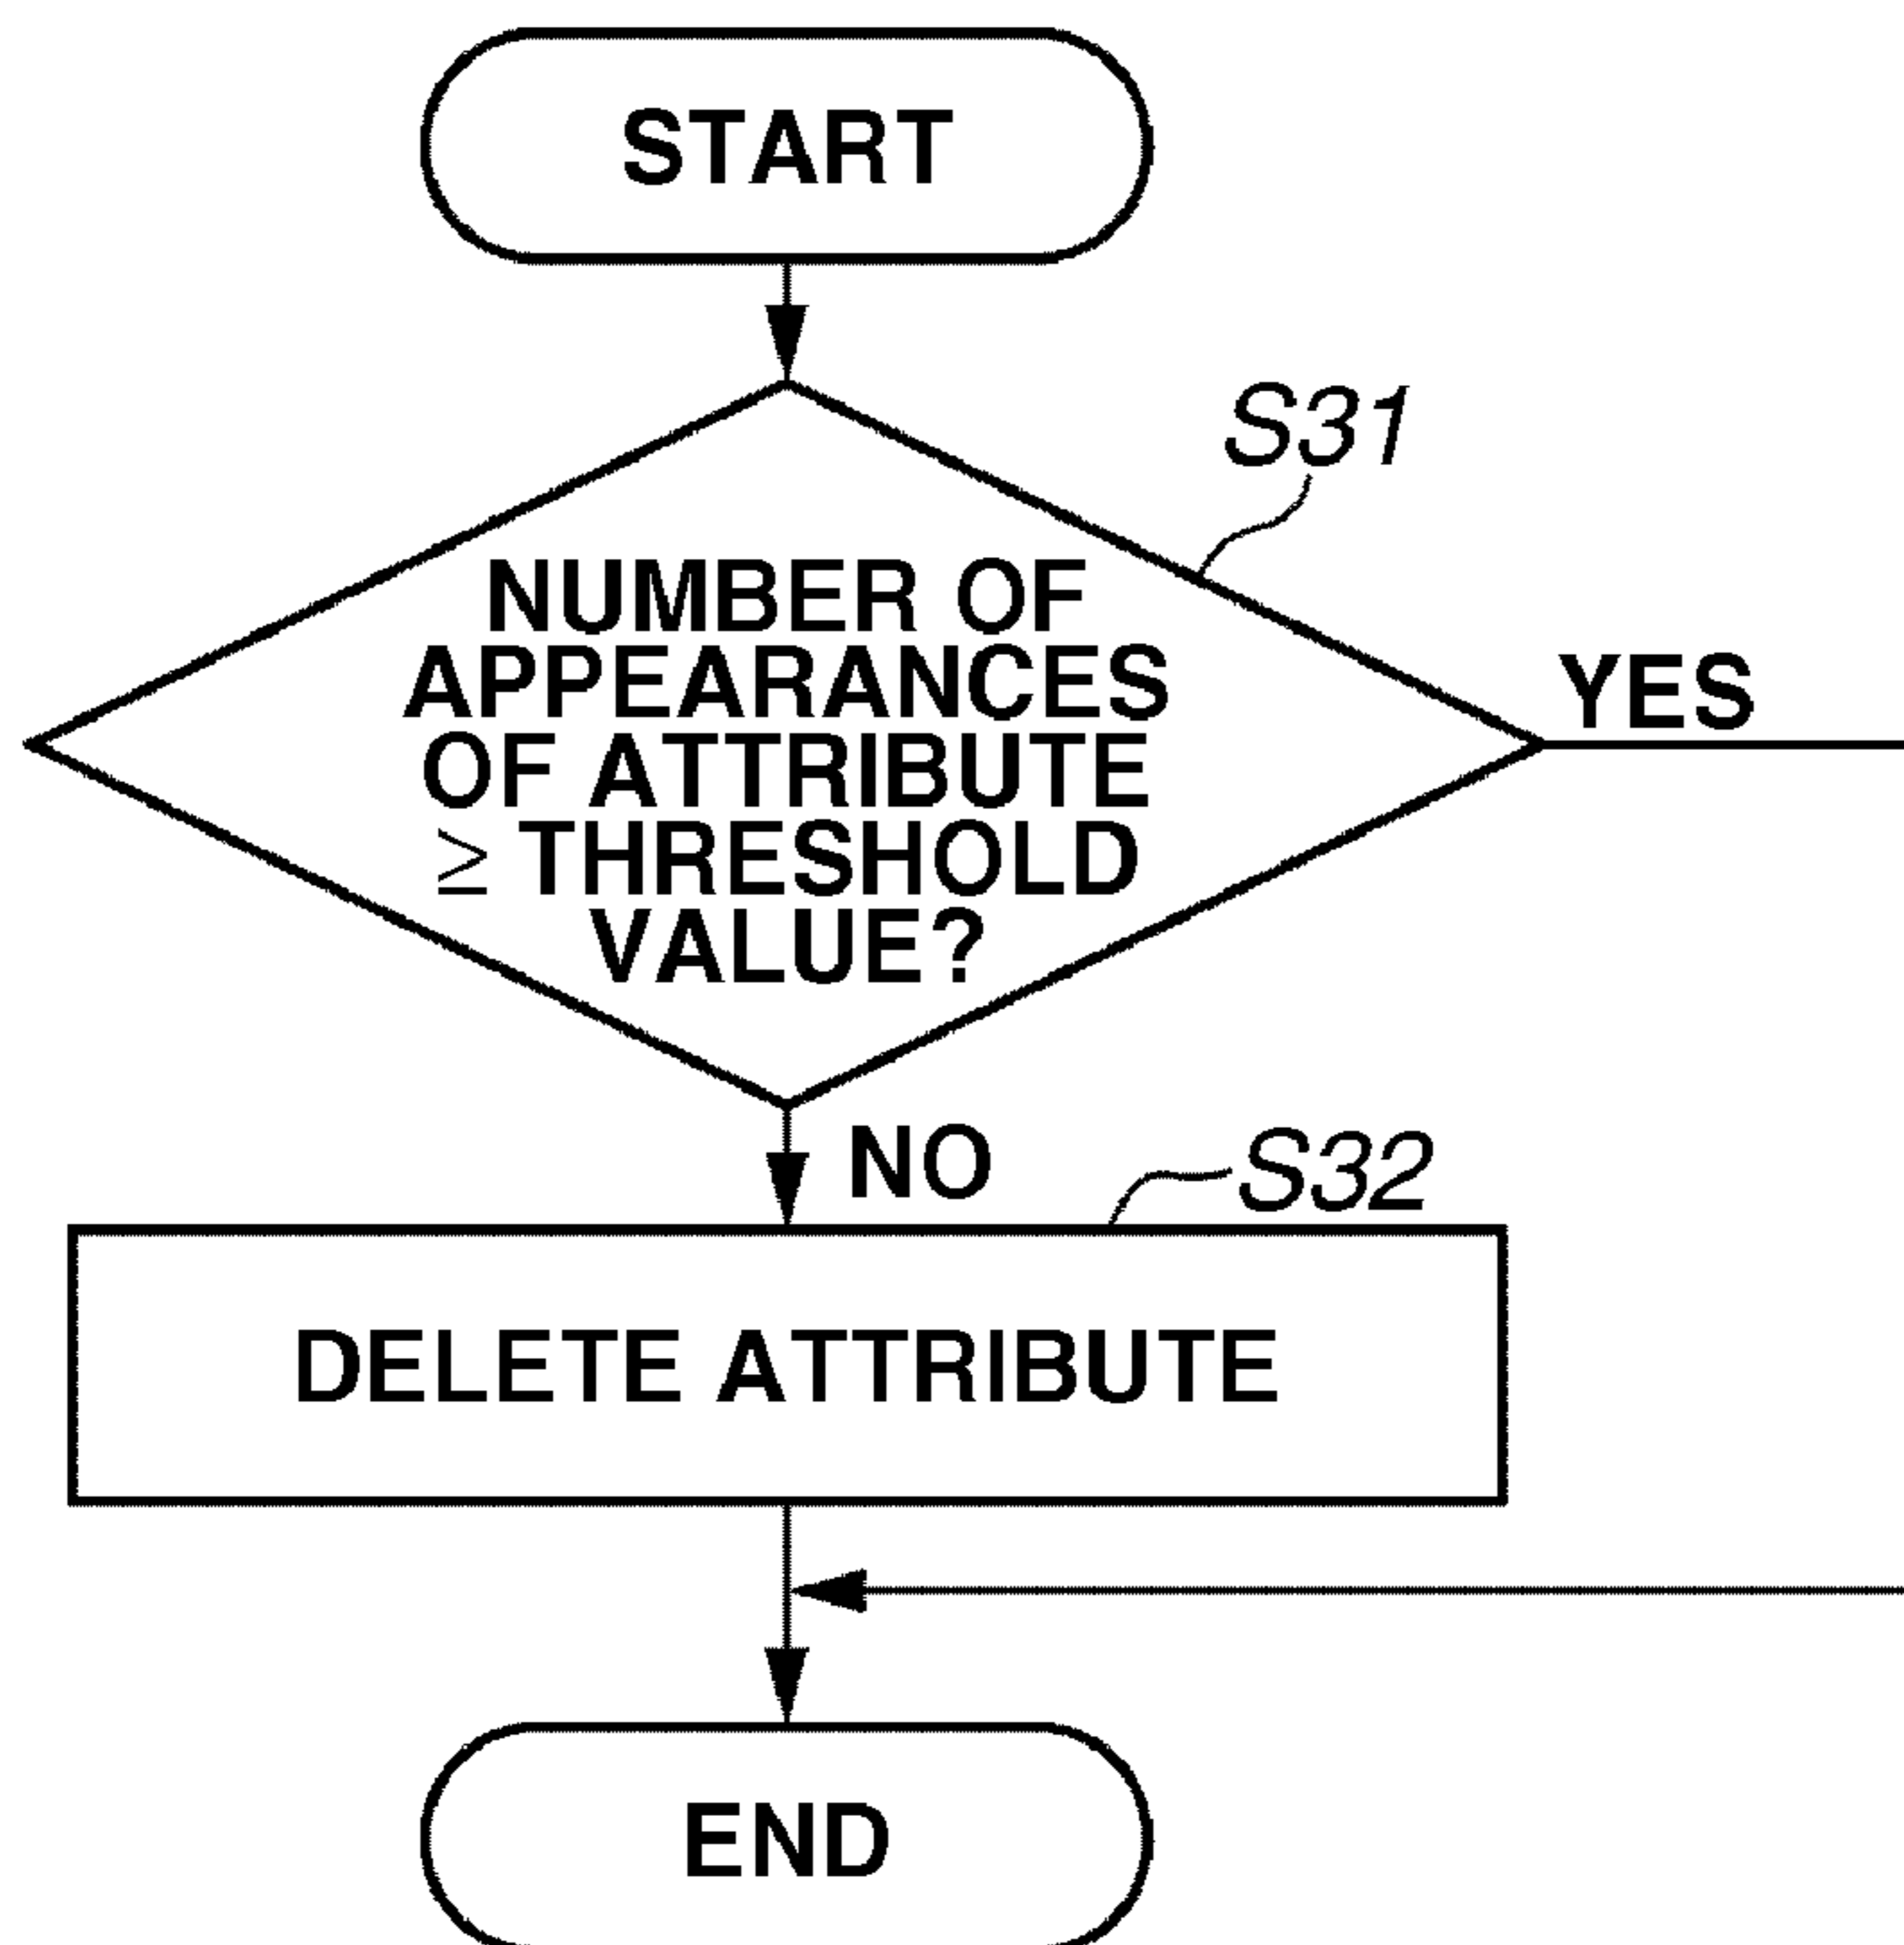 START
S31
NUMBER OF
APPEARANCES
OF ATTRIBUTE
≥ THRESHOLD
VALUE?
YES
NO
S32
DELETE ATTRIBUTE
END